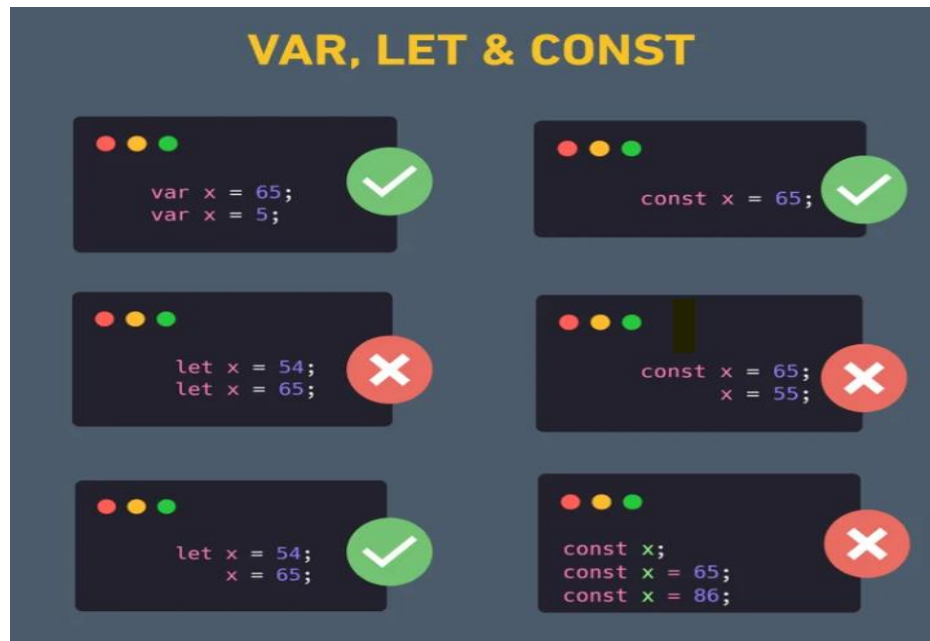 VAR, LET & CONST
var x = 65;
var x = 5;
const x = 65;
let x = 54;
let x = 65;
const x = 65;
x = 55;
let x = 54;
x = 65;
const x;
const x = 65;
const x = 86;